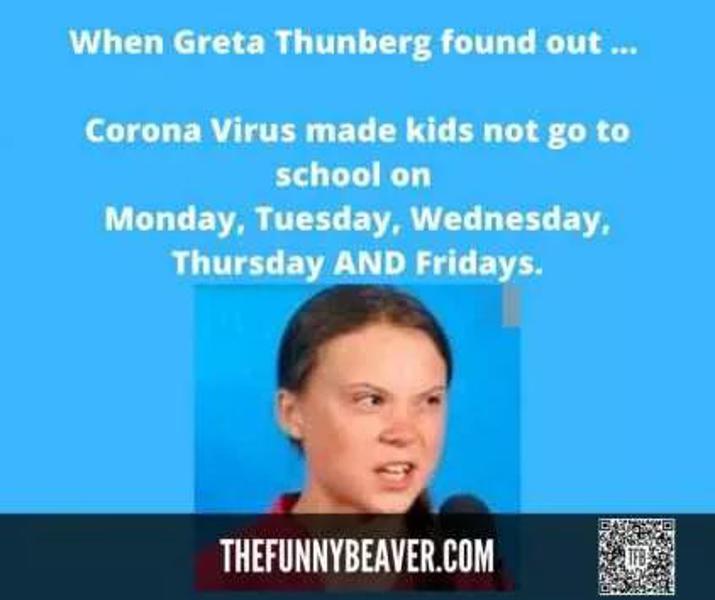 When Greta Thunberg found out ...
Corona Virus made kids not go to
school on
Monday, Tuesday, Wednesday,
Thursday AND Fridays.
THEFUNNYBEAVER.COM
TFB